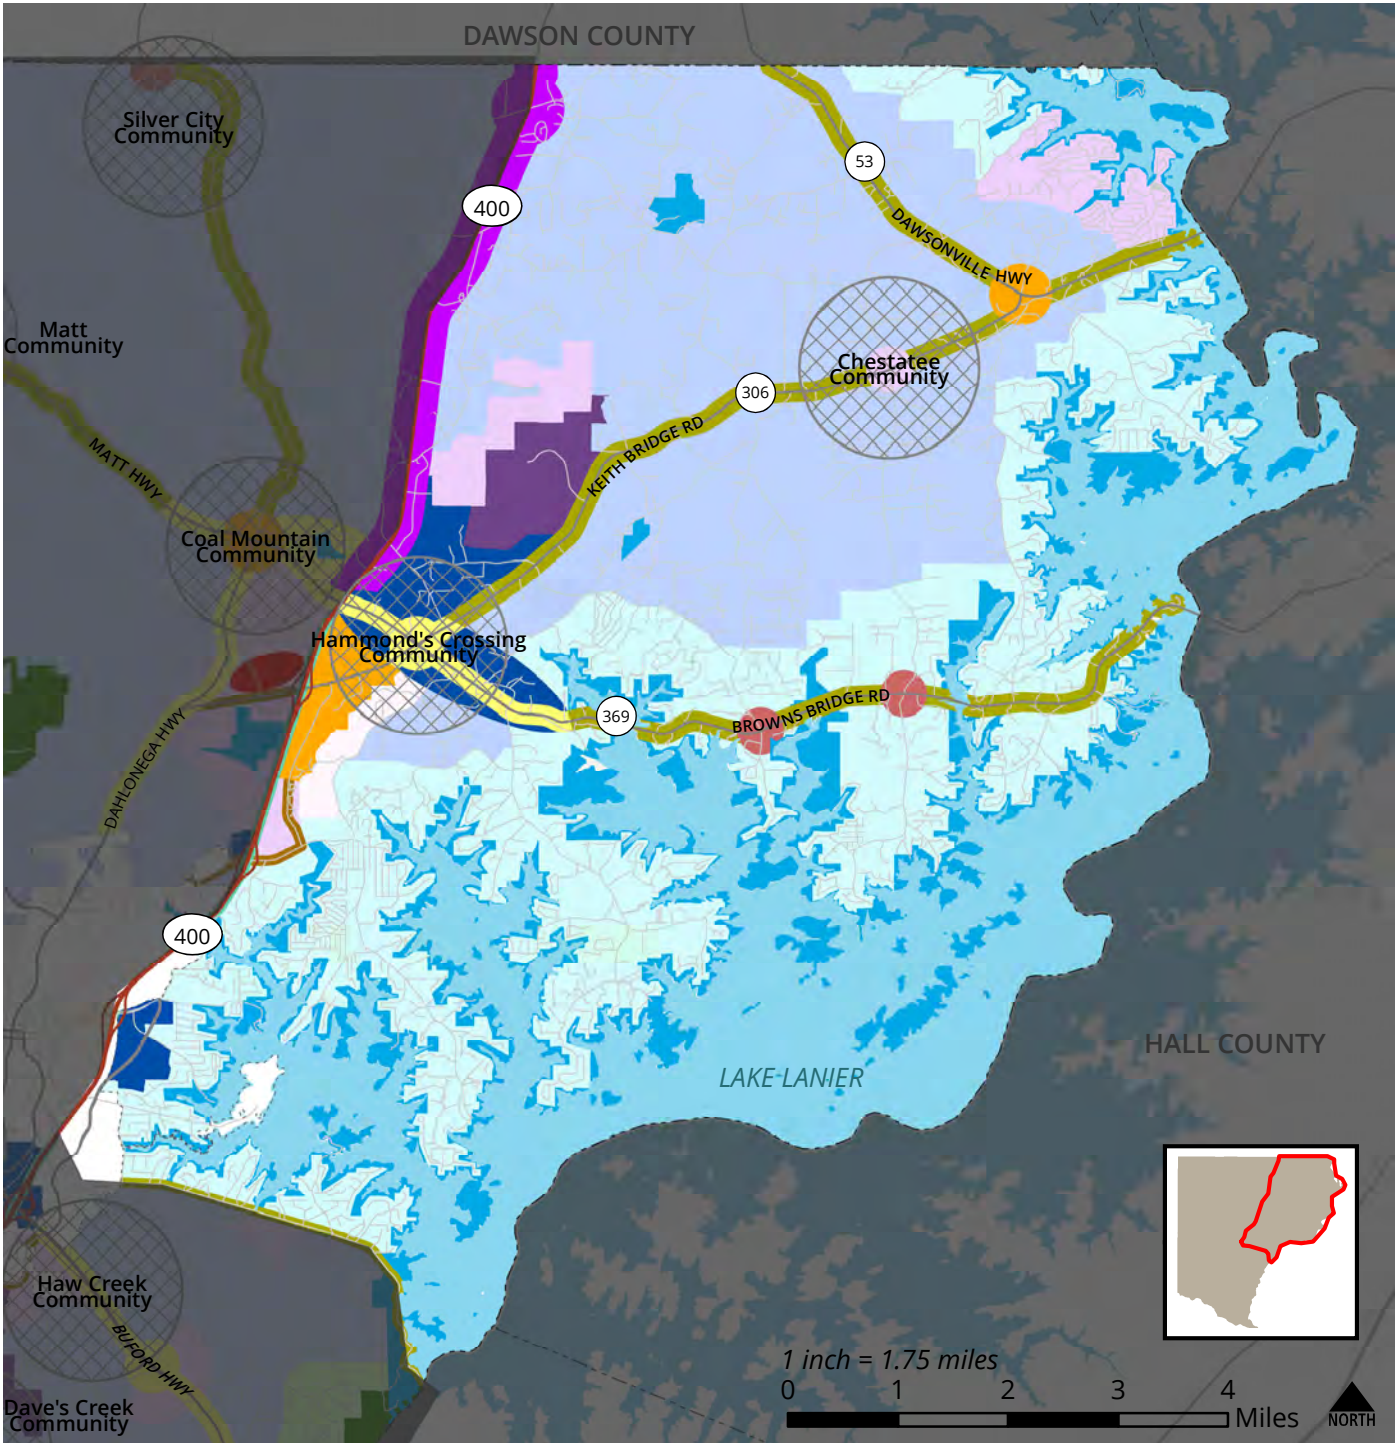 DAWSON COUNTY
Silver City
Community
53
400
DAWSONVILLE HWY
Matt
Community
Chestatee
Community
306
KEITH BRIDGE RD
MATT HWY
Coal Mountain
Community
Hammond's Crossing
Community
369
BROWNS BRIDGE RD
DAHLONEGA HWY
400
HALL COUNTY
LAKE LANIER
Haw Creek
Community
BUFORD HWY
Dave's Creek
Community
1 inch = 1.75 miles
0 1 2 3 4
Miles
NORTH